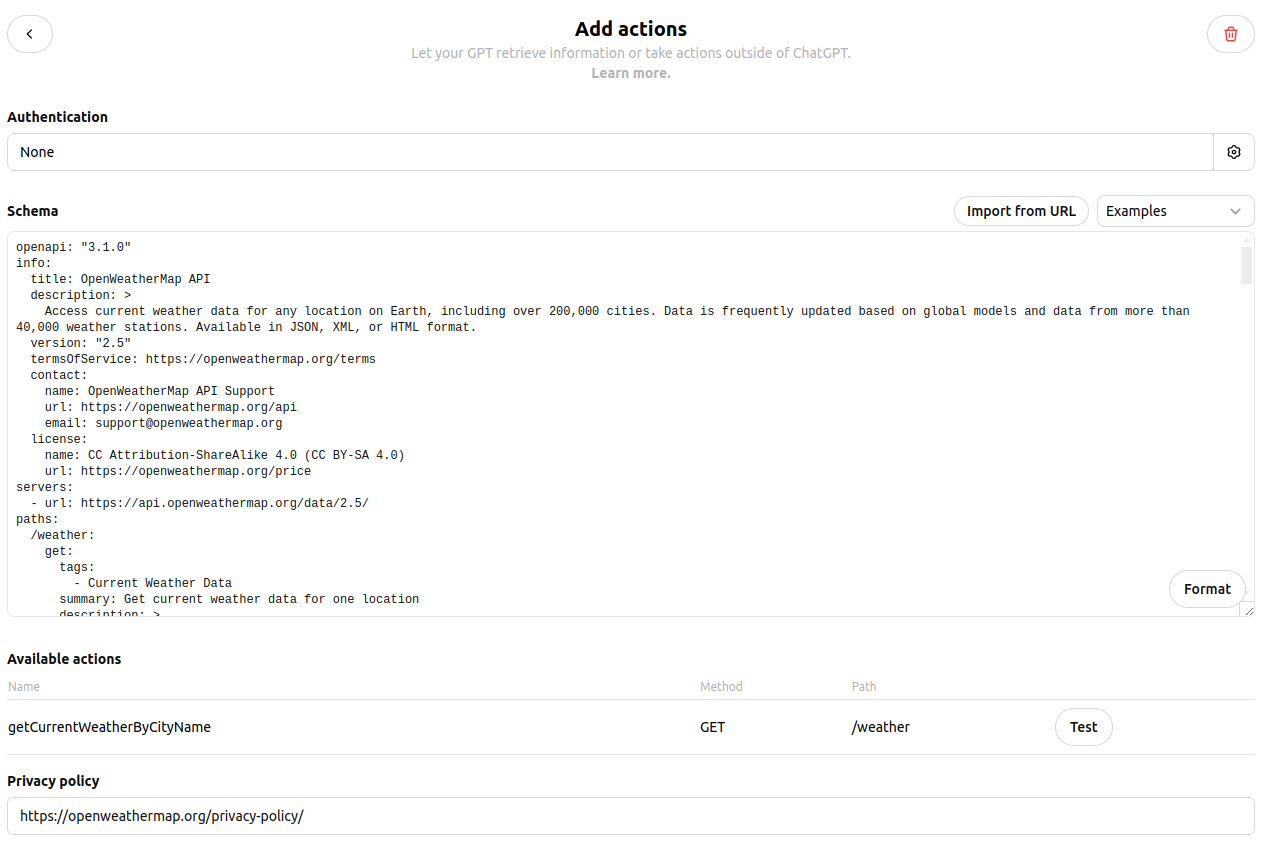 Add actions
Let your GPT retrieve information or take actions outside of ChatGPT.
Learn more.
Authentication
None
Schema
Import from URL
Examples
openapi: "3.1.0"
info:
  title: OpenWeatherMap API
  description: >
    Access current weather data for any location on Earth, including over 200,000 cities. Data is frequently updated based on global models and data from more than
40,000 weather stations. Available in JSON, XML, or HTML format.
  version: "2.5"
  termsOfService: https://openweathermap.org/terms
  contact:
    name: OpenWeatherMap API Support
    url: https://openweathermap.org/api
    email: support@openweathermap.org
  license:
    name: CC Attribution-ShareAlike 4.0 (CC BY-SA 4.0)
    url: https://openweathermap.org/price
servers:
  - url: https://api.openweathermap.org/data/2.5/
paths:
  /weather:
    get:
      tags:
        - Current Weather Data
      summary: Get current weather data for one location
      description: >
Format
Available actions
Name Method Path
getCurrentWeatherByCityName GET /weather Test
Privacy policy
https://openweathermap.org/privacy-policy/